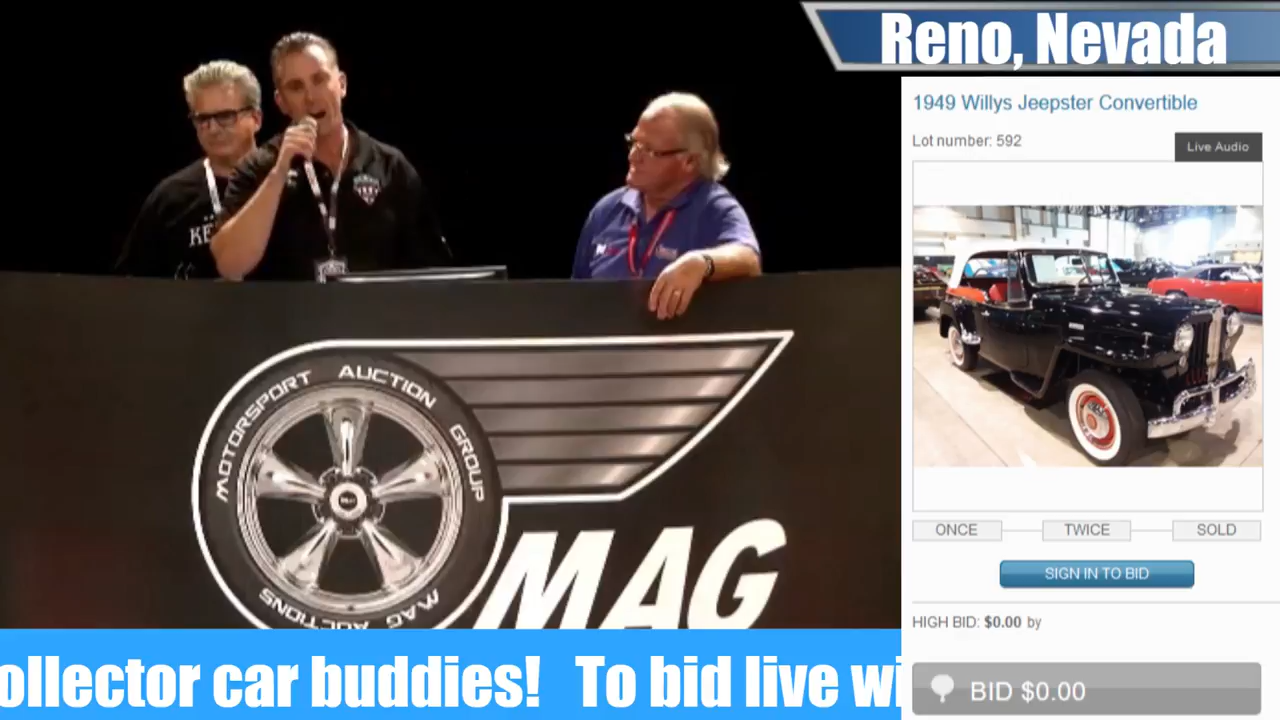 Reno, Nevada
1949 Willys Jeepster Convertible
Lot number: 592
Live Audio
MOTORSPORT AUCTION GROUP
MAG AUCTIONS
MAG
ONCE
TWICE
SOLD
SIGN IN TO BID
HIGH BID: $0.00 by
BID $0.00
ollector car buddies! To bid live wi